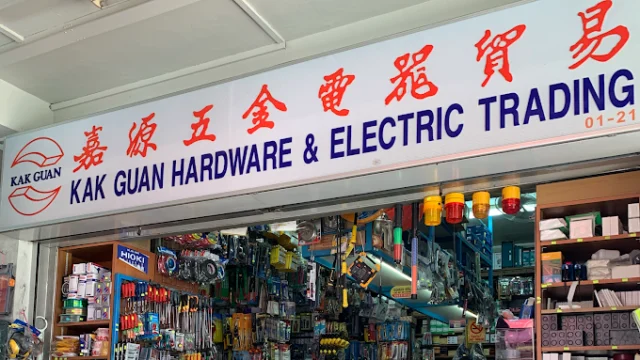 嘉源五金電器貿易
KAK GUAN
KAK GUAN HARDWARE & ELECTRIC TRADING
01-21
HIOKI